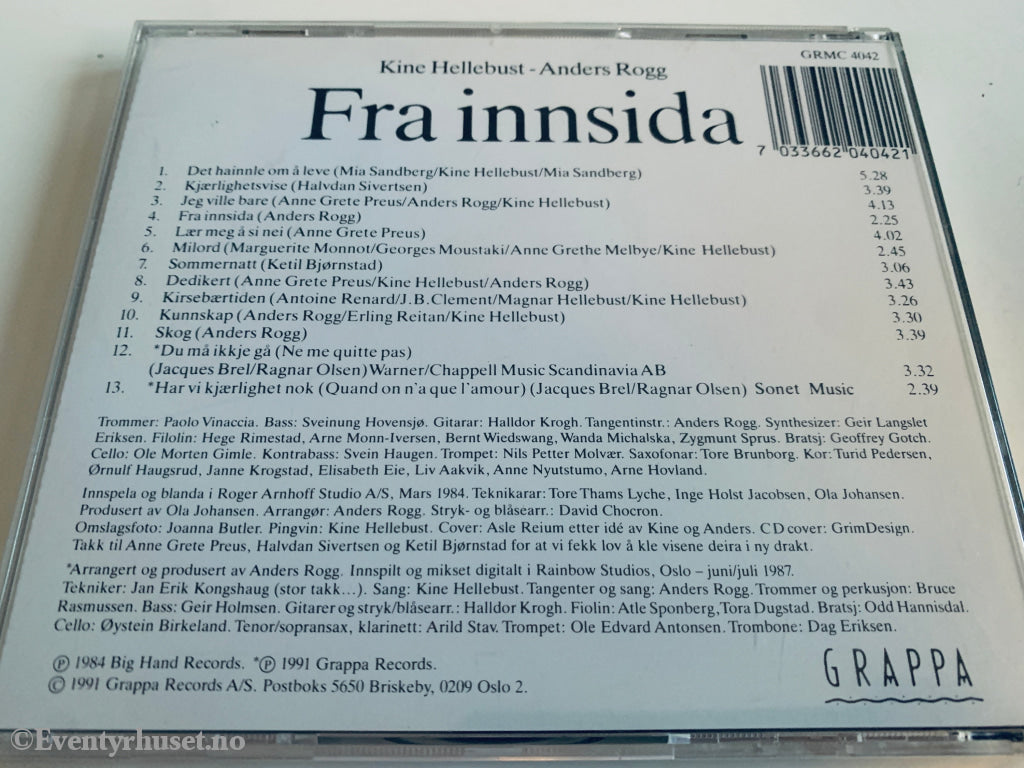 GRMC 4042
Kine Hellebust - Anders Rogg
Fra innsida
7 033662 040421
1. Det hainnle om å leve (Mia Sandberg/Kine Hellebust/Mia Sandberg) 5.28
2. Kjærlighetsvise (Halvdan Sivertsen) 3.39
3. Jeg ville bare (Anne Grete Preus/Anders Rogg/Kine Hellebust) 4.13
4. Fra innsida (Anders Rogg) 2.25
5. Lær meg å si nei (Anne Grete Preus) 4.02
6. Milord (Marguerite Monnot/Georges Moustaki/Anne Grethe Melbye/Kine Hellebust) 2.45
7. Sommernatt (Ketil Bjørnstad) 3.06
8. Dedikert (Anne Grete Preus/Kine Hellebust/Anders Rogg) 3.43
9. Kirsebærtiden (Antoine Renard/J.B.Clement/Magnar Hellebust/Kine Hellebust) 3.26
10. Kunnskap (Anders Rogg/Erling Reitan/Kine Hellebust) 3.30
11. Skog (Anders Rogg) 3.39
12. *Du må ikkje gå (Ne me quitte pas)
(Jacques Brel/Ragnar Olsen) Warner/Chappell Music Scandinavia AB 3.32
13. *Har vi kjærlighet nok (Quand on n'a que l'amour) (Jacques Brel/Ragnar Olsen) Sonet Music 2.39
Trommer: Paolo Vinaccia. Bass: Sveinung Hovensjø. Gitarar: Halldor Krogh. Tangentinstr.: Anders Rogg. Synthesizer: Geir Langslet
Eriksen. Filolin: Hege Rimestad, Arne Monn-Iversen, Bernt Wiedswang, Wanda Michalska, Zygmunt Sprus. Bratsj: Geoffrey Gotch.
Cello: Ole Morten Gimle. Kontrabass: Svein Haugen. Trompet: Nils Petter Molvær. Saxofonar: Tore Brunborg. Kor: Turid Pedersen,
Ørnulf Haugsrud, Janne Krogstad, Elisabeth Eie, Liv Aakvik, Anne Nyutstumo, Arne Hovland.
Innspela og blanda i Roger Arnhoff Studio A/S, Mars 1984. Teknikarar: Tore Thams Lyche, Inge Holst Jacobsen, Ola Johansen.
Produsert av Ola Johansen. Arrangør: Anders Rogg. Stryk- og blåsearr.: David Chocron.
Omslagsfoto: Joanna Butler. Pingvin: Kine Hellebust. Cover: Asle Reium etter idé av Kine og Anders. CD cover: GrimDesign.
Takk til Anne Grete Preus, Halvdan Sivertsen og Ketil Bjørnstad for at vi fekk lov å kle visene deira i ny drakt.
*Arrangert og produsert av Anders Rogg. Innspilt og mikset digitalt i Rainbow Studios, Oslo – juni/juli 1987.
Tekniker: Jan Erik Kongshaug (stor takk...). Sang: Kine Hellebust. Tangenter og sang: Anders Rogg. Trommer og perkusjon: Bruce
Rasmussen. Bass: Geir Holmsen. Gitarer og stryk/blåsearr.: Halldor Krogh. Fiolin: Atle Sponberg, Tora Dugstad. Bratsj: Odd Hannisdal.
Cello: Øystein Birkeland. Tenor/sopransax, klarinett: Arild Stav. Trompet: Ole Edvard Antonsen. Trombone: Dag Eriksen.
℗ 1984 Big Hand Records. *℗ 1991 Grappa Records.
© 1991 Grappa Records A/S. Postboks 5650 Briskeby, 0209 Oslo 2.
GRAPPA
©Eventyrhuset.no